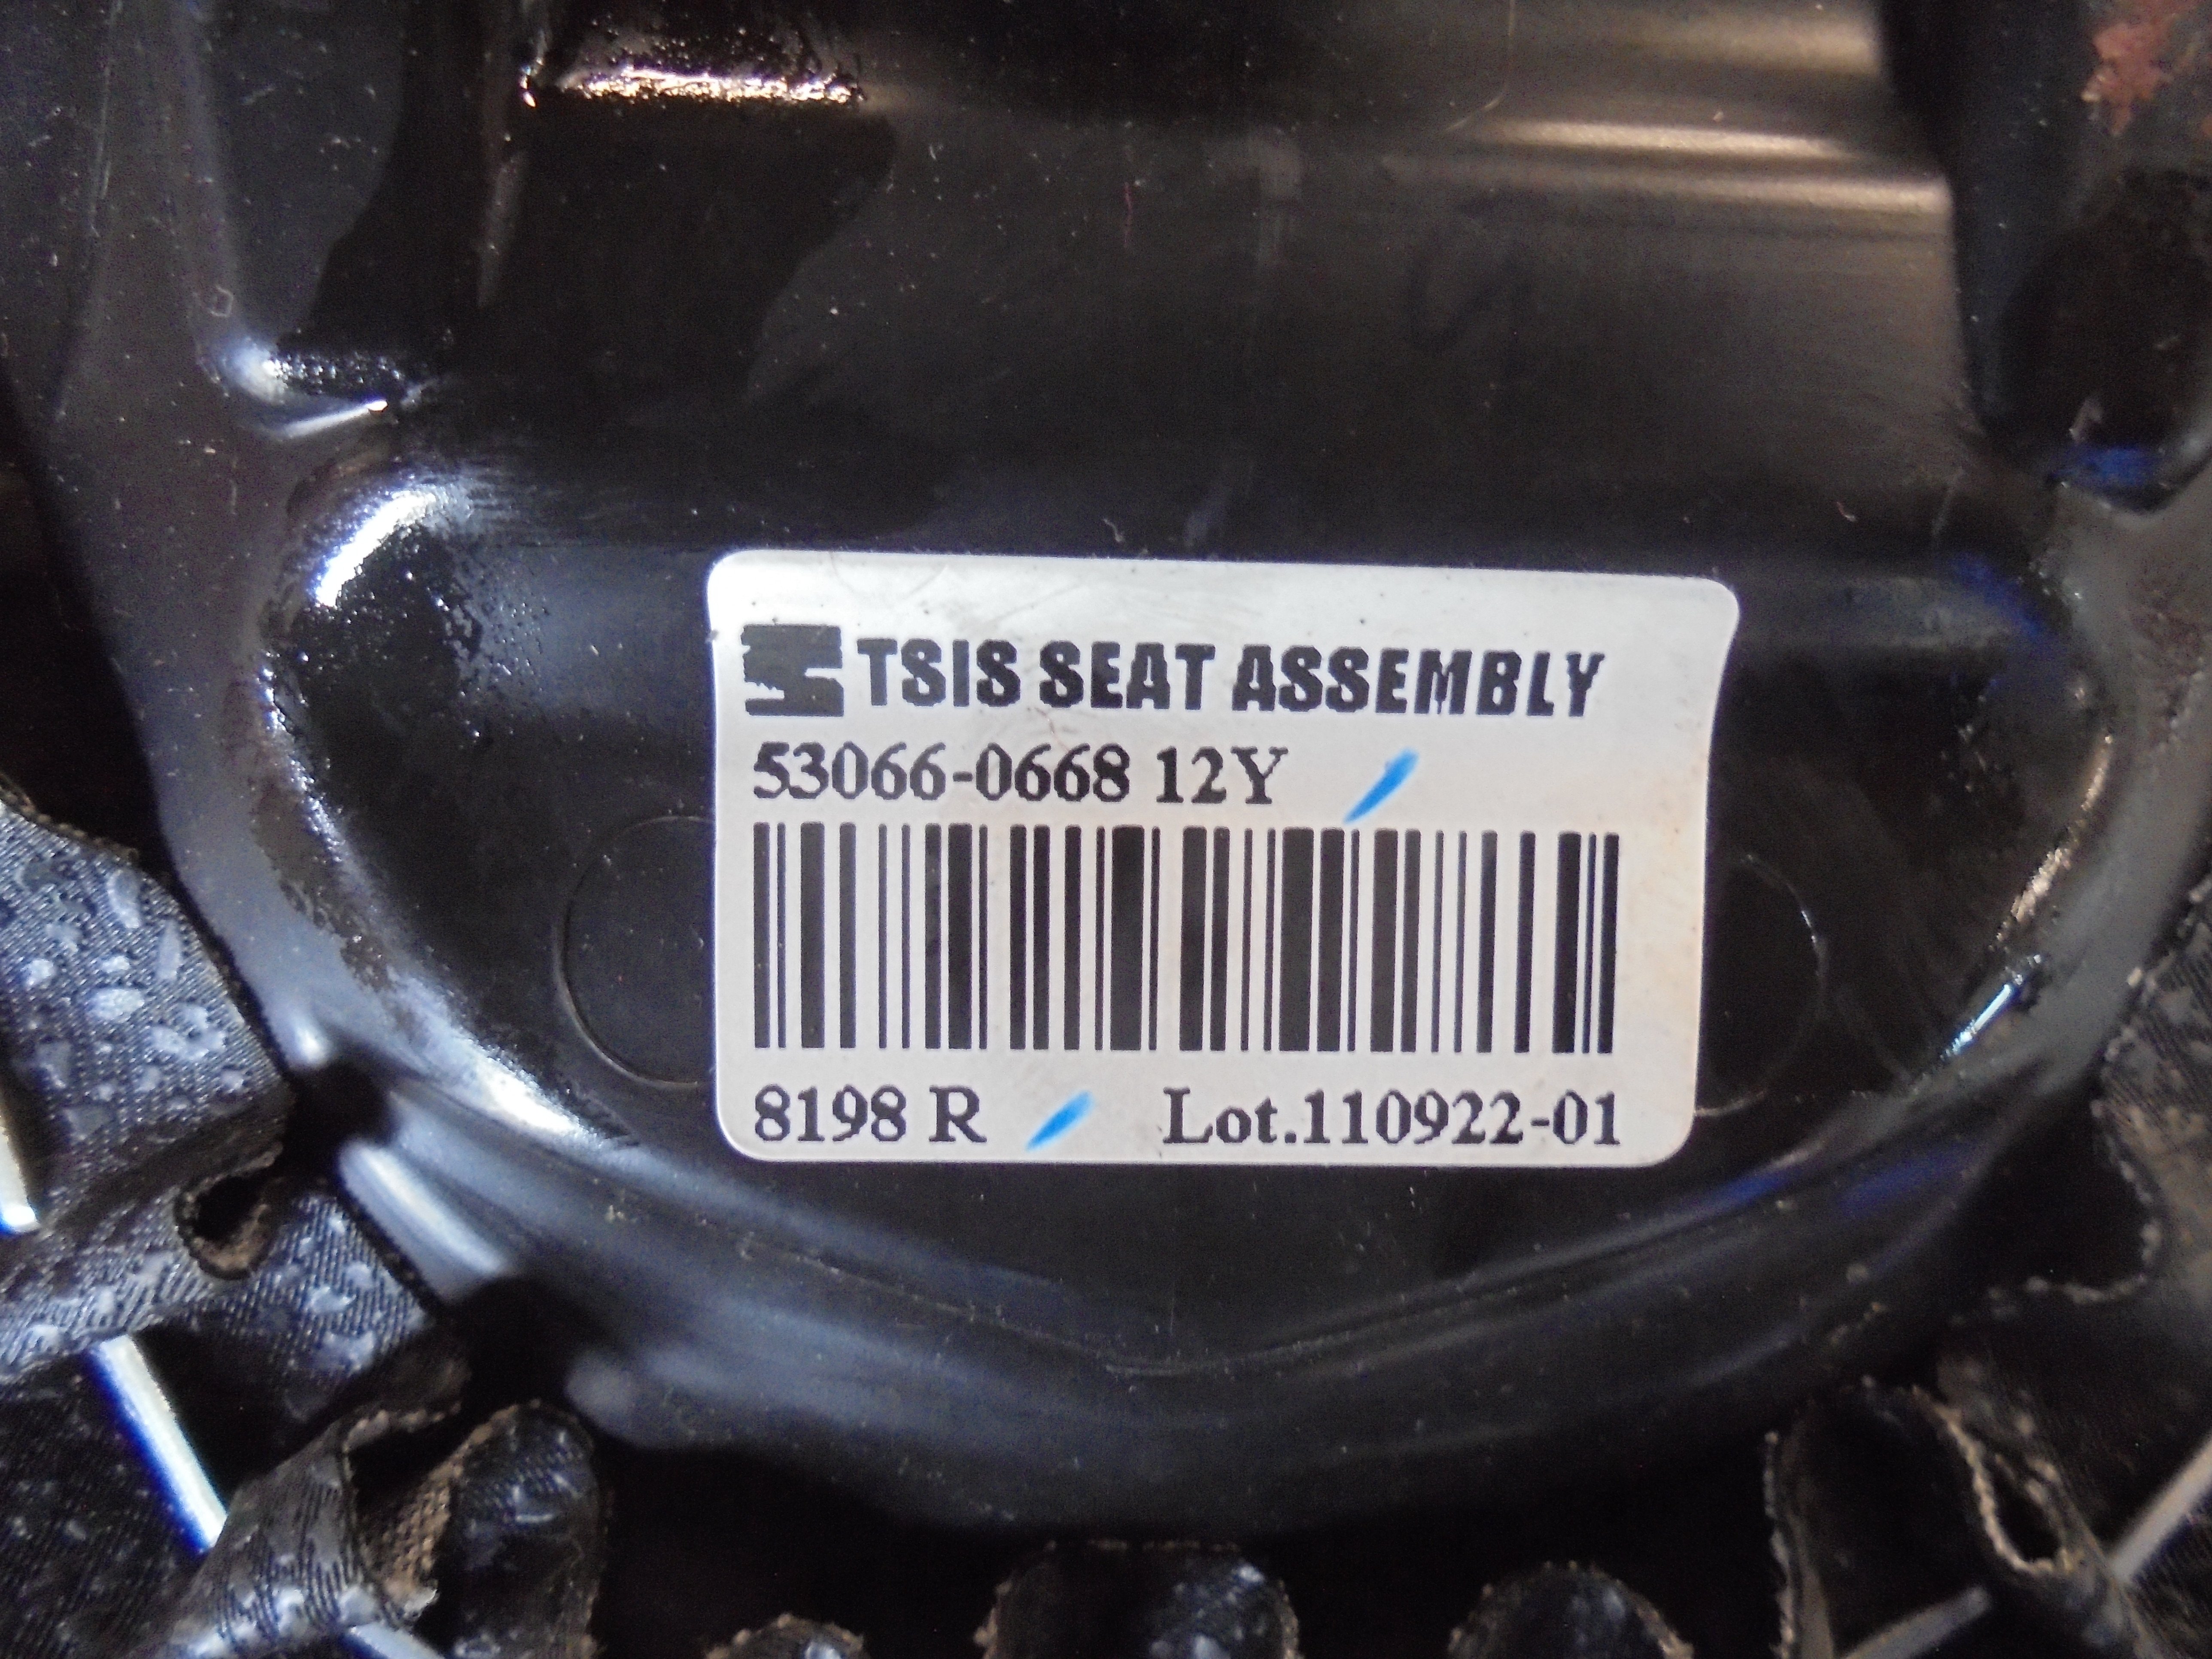 TSIS SEAT ASSEMBLY
53066-0668 12Y
8198 R Lot.110922-01